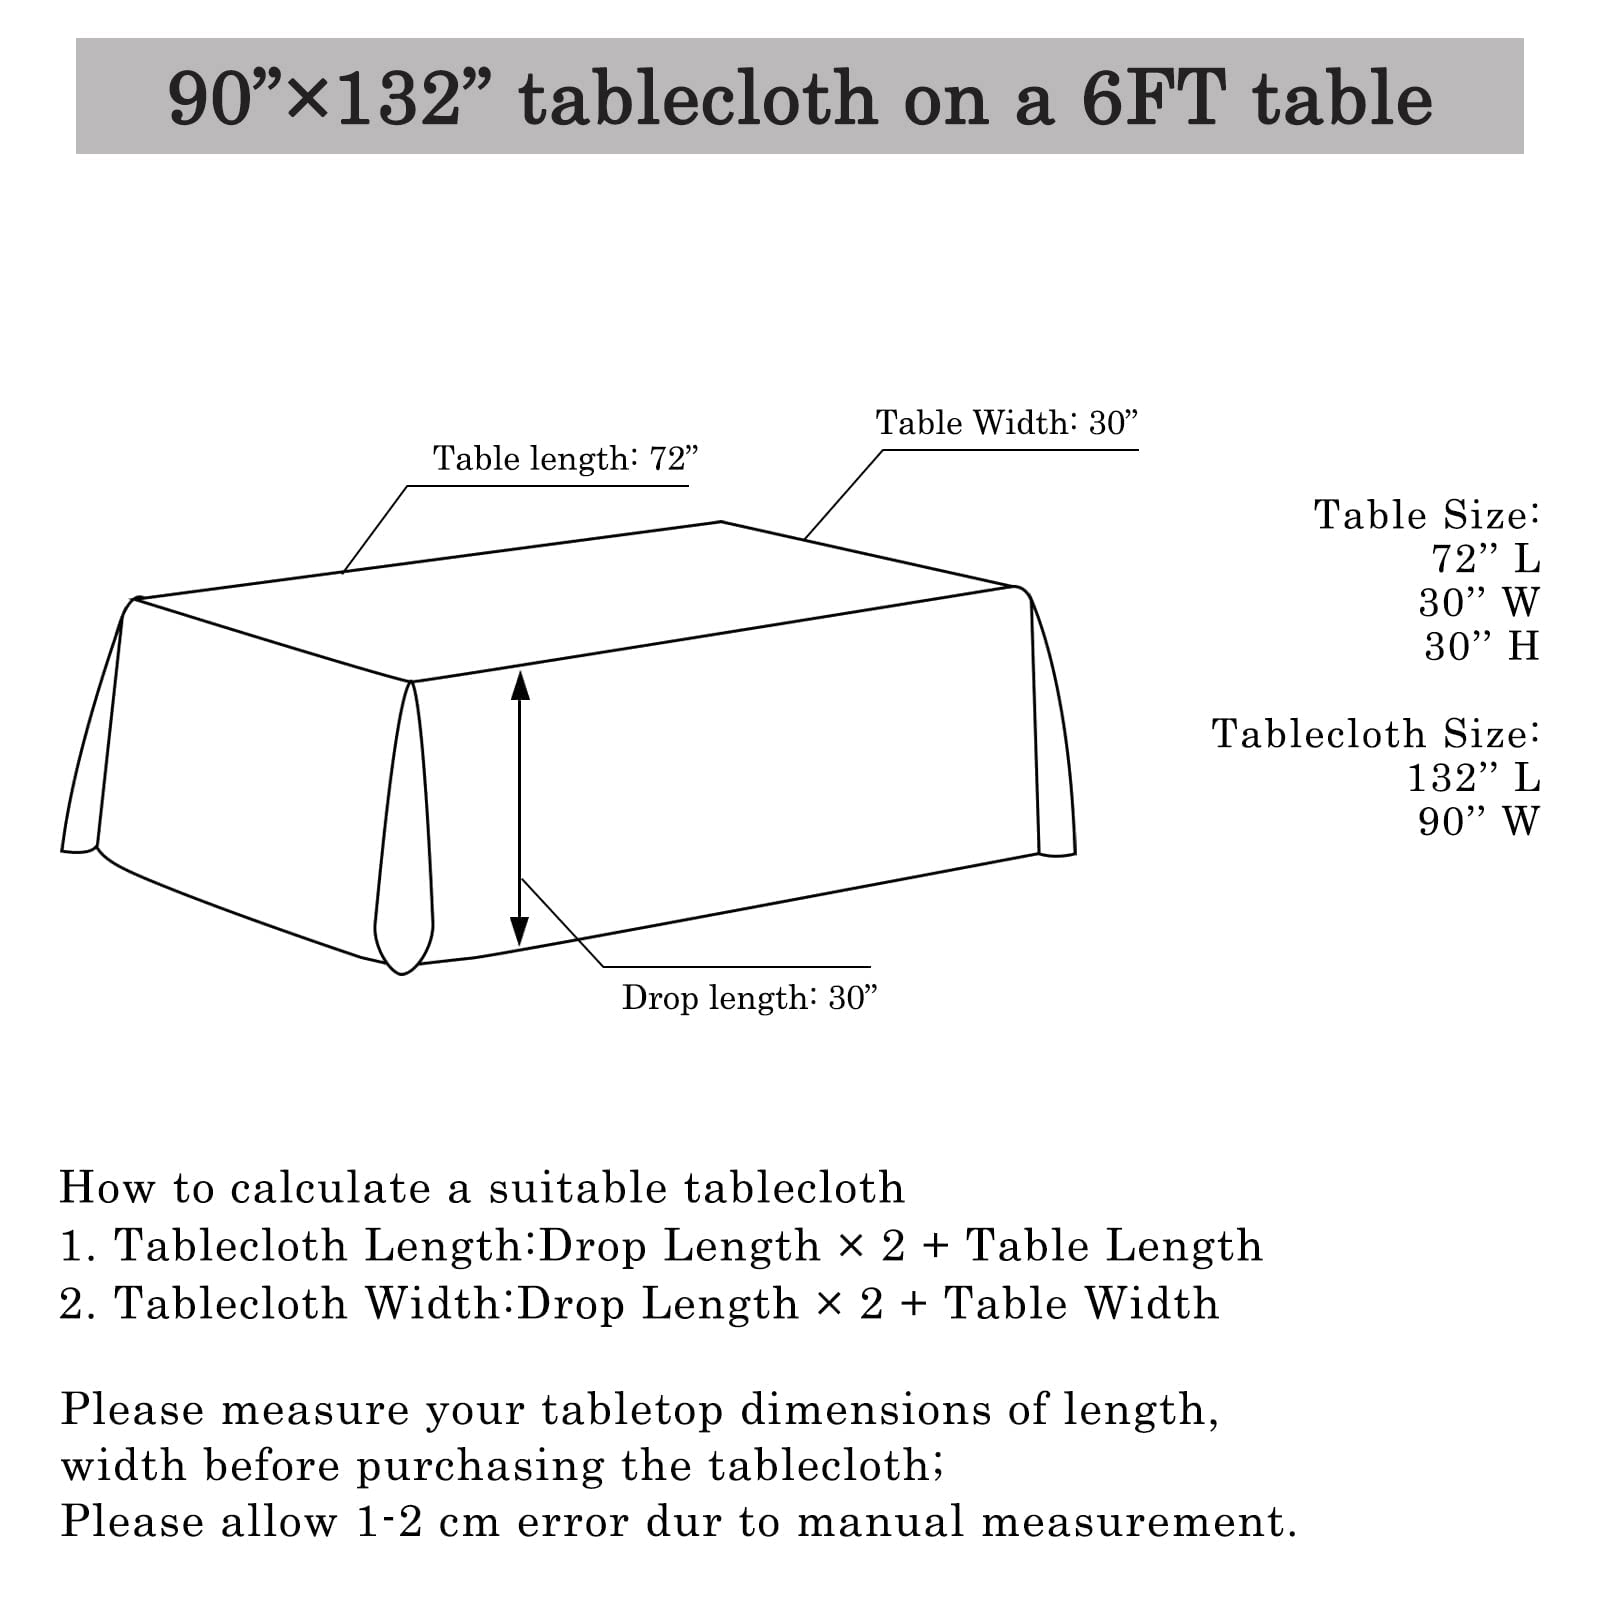 90”×132” tablecloth on a 6FT table
Table Width: 30”
Table length: 72”
Table Size:
72” L
30” W
30” H
Tablecloth Size:
132” L
90” W
Drop length: 30”
How to calculate a suitable tablecloth
1. Tablecloth Length:Drop Length × 2 + Table Length
2. Tablecloth Width:Drop Length × 2 + Table Width
Please measure your tabletop dimensions of length,
width before purchasing the tablecloth;
Please allow 1-2 cm error dur to manual measurement.